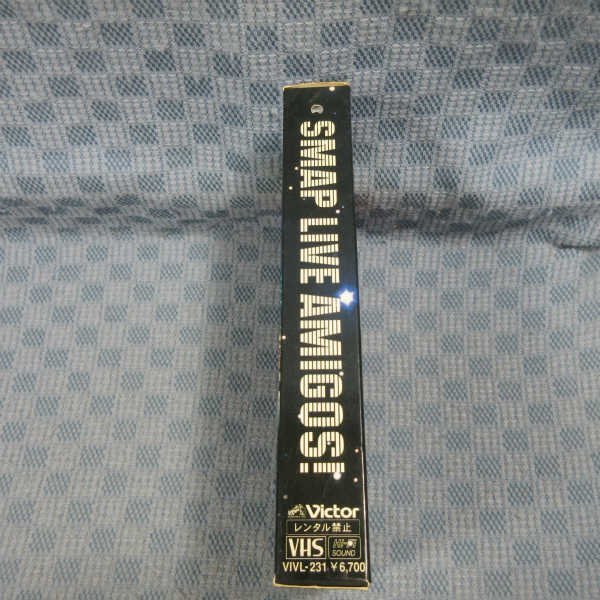 SMAP LIVE AMIGOS!
Victor
レンタル禁止
VHS
Hi-Fi
SOUND
VIVL-231 ¥6,700